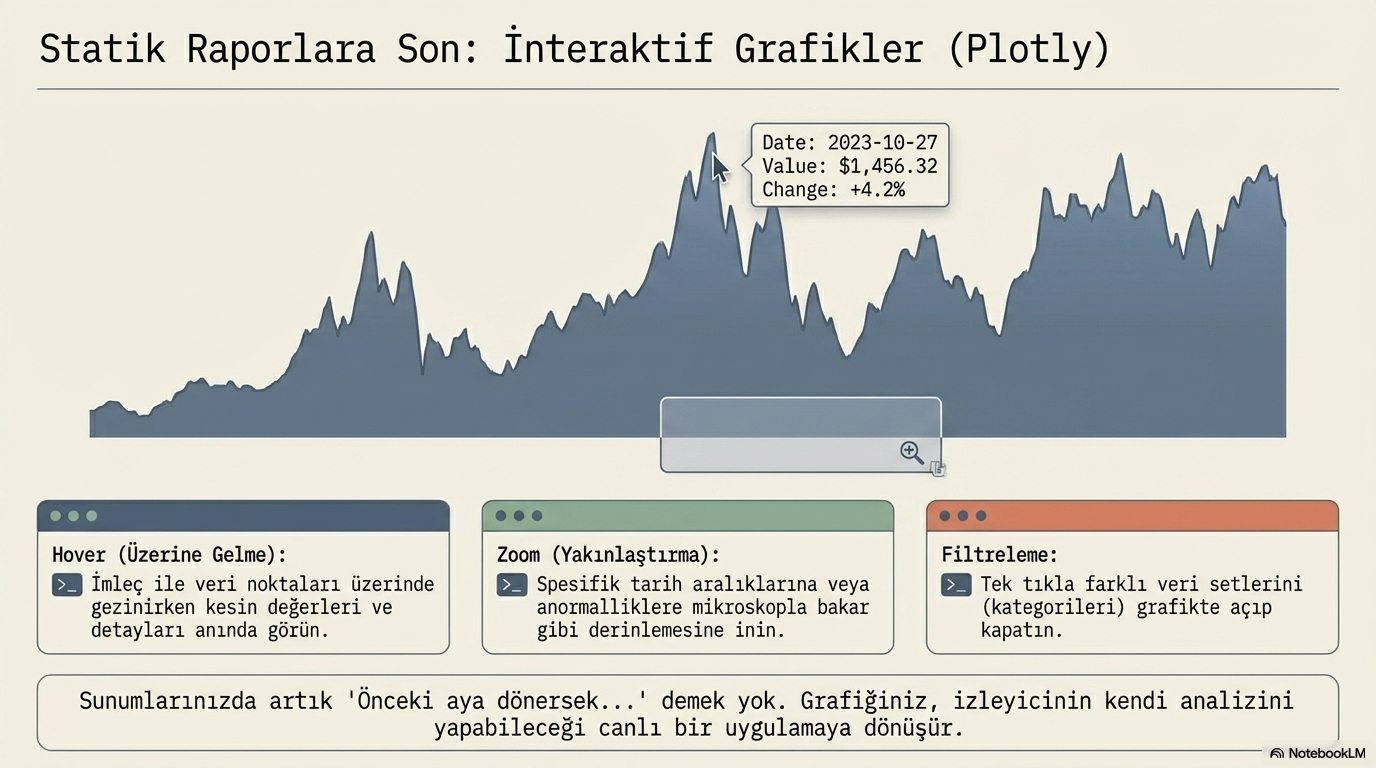 Statik Raporlara Son: İnteraktif Grafikler (Plotly)
Date: 2023-10-27
Value: $1,456.32
Change: +4.2%
Hover (Üzerine Gelme):
İmleç ile veri noktaları üzerinde
gezinirken kesin değerleri ve
detayları anında görün.
Zoom (Yakınlaştırma):
Spesifik tarih aralıklarına veya
anormalliklere mikroskopla bakar
gibi derinlemesine inin.
Filtreleme:
Tek tıkla farklı veri setlerini
(kategorileri) grafikte açıp
kapatın.
Sunumlarınızda artık 'Önceki aya dönersek...' demek yok. Grafiğiniz, izleyicinin kendi analizini
yapabileceği canlı bir uygulamaya dönüşür.
NotebookLM